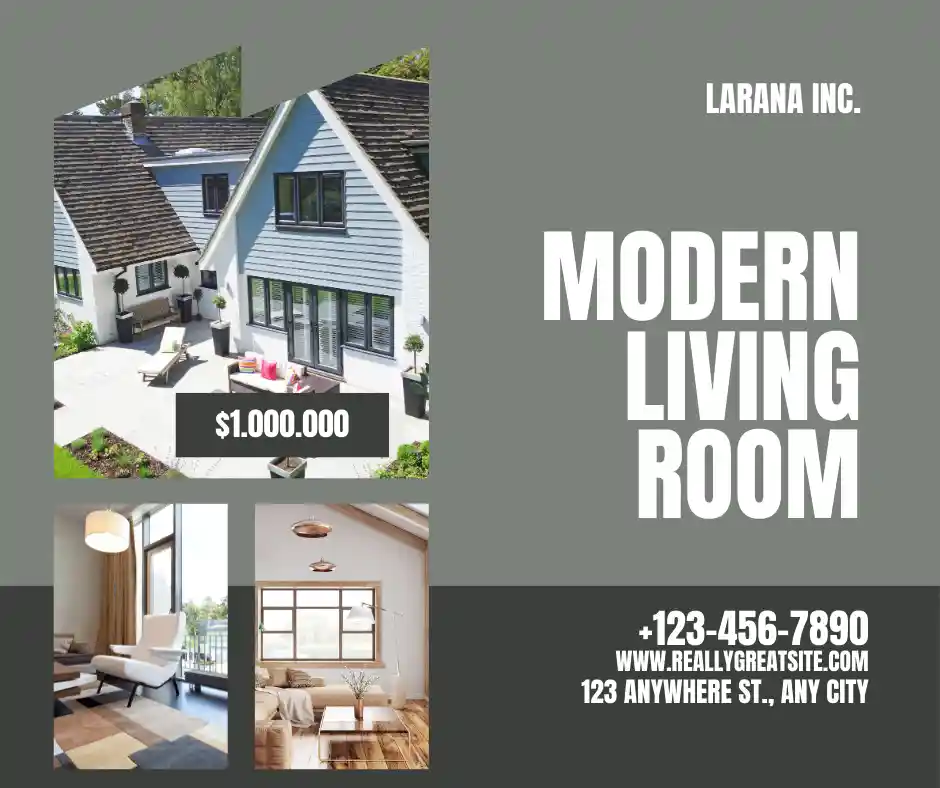 LARANA INC.
MODERN
LIVING
ROOM
$1.000.000
+123-456-7890
WWW.REALLYGREATSITE.COM
123 ANYWHERE ST., ANY CITY